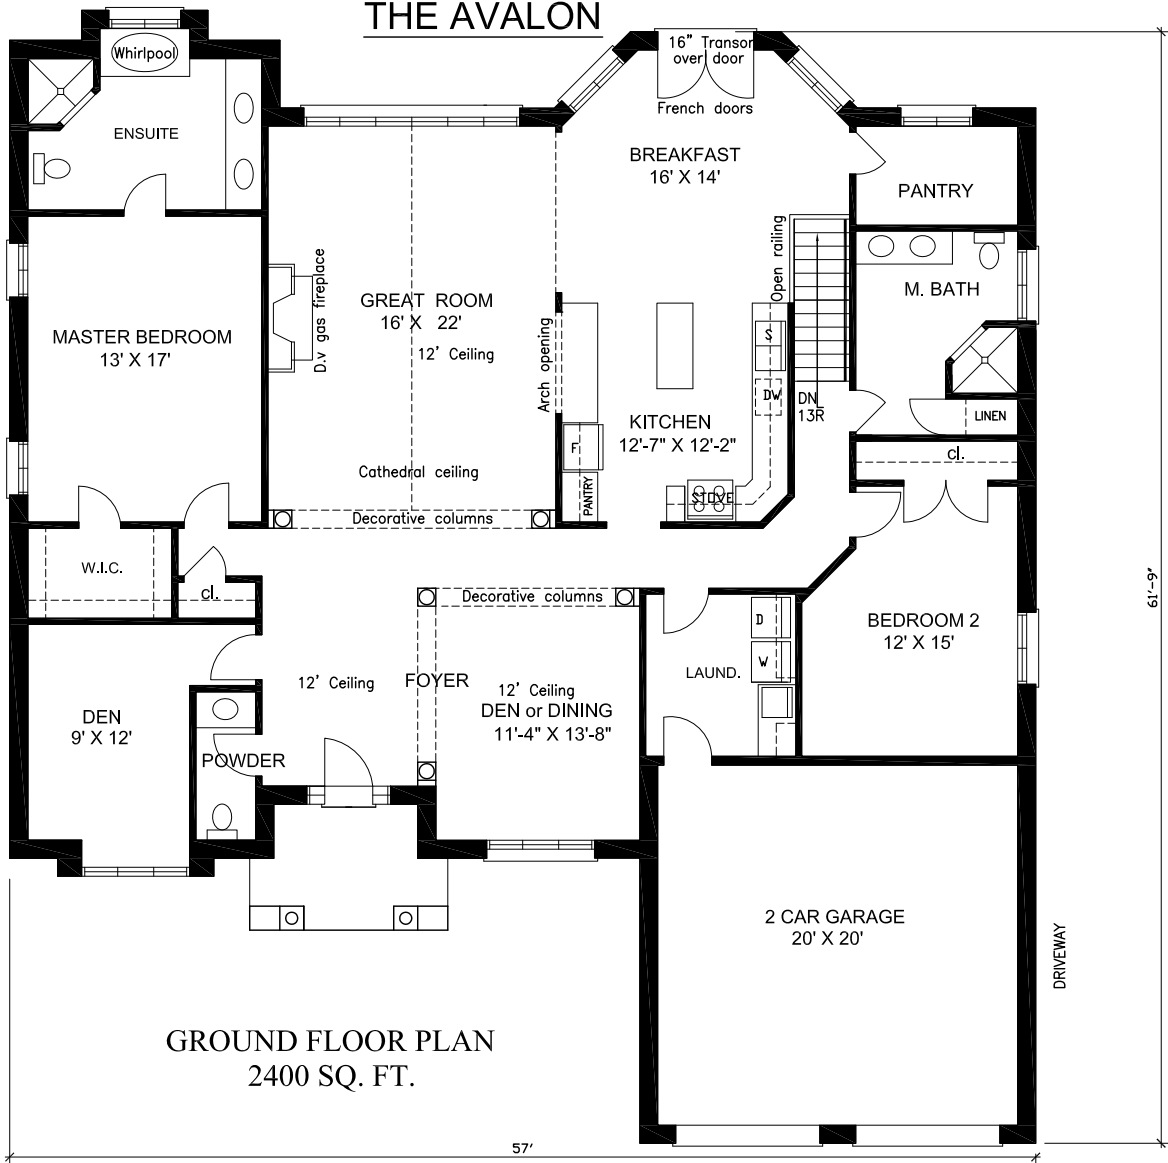 THE AVALON
Whirlpool
16" Transom
over door
French doors
ENSUITE
BREAKFAST
16' X 14'
PANTRY
Open railing
D.v gas fireplace
GREAT ROOM
16' X 22'
12' Ceiling
Arch opening
M. BATH
MASTER BEDROOM
13' X 17'
S
DW
DN
13R
LINEN
KITCHEN
12'-7" X 12'-2"
F
cl.
Cathedral ceiling
PANTRY
STOVE
Decorative columns
W.I.C.
cl.
Decorative columns
D
W
61'-9"
BEDROOM 2
12' X 15'
LAUND.
12' Ceiling
FOYER
12' Ceiling
DEN or DINING
11'-4" X 13'-8"
DEN
9' X 12'
POWDER
2 CAR GARAGE
20' X 20'
DRIVEWAY
GROUND FLOOR PLAN
2400 SQ. FT.
57'